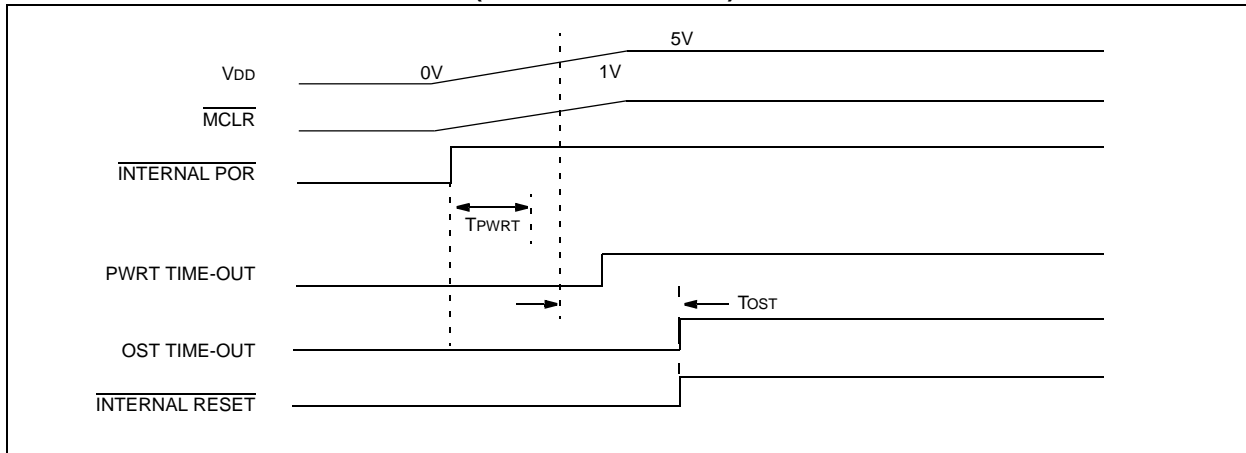 5V
VDD 0V 1V
MCLR
INTERNAL POR
TPWRT
PWRT TIME-OUT
TOST
OST TIME-OUT
INTERNAL RESET